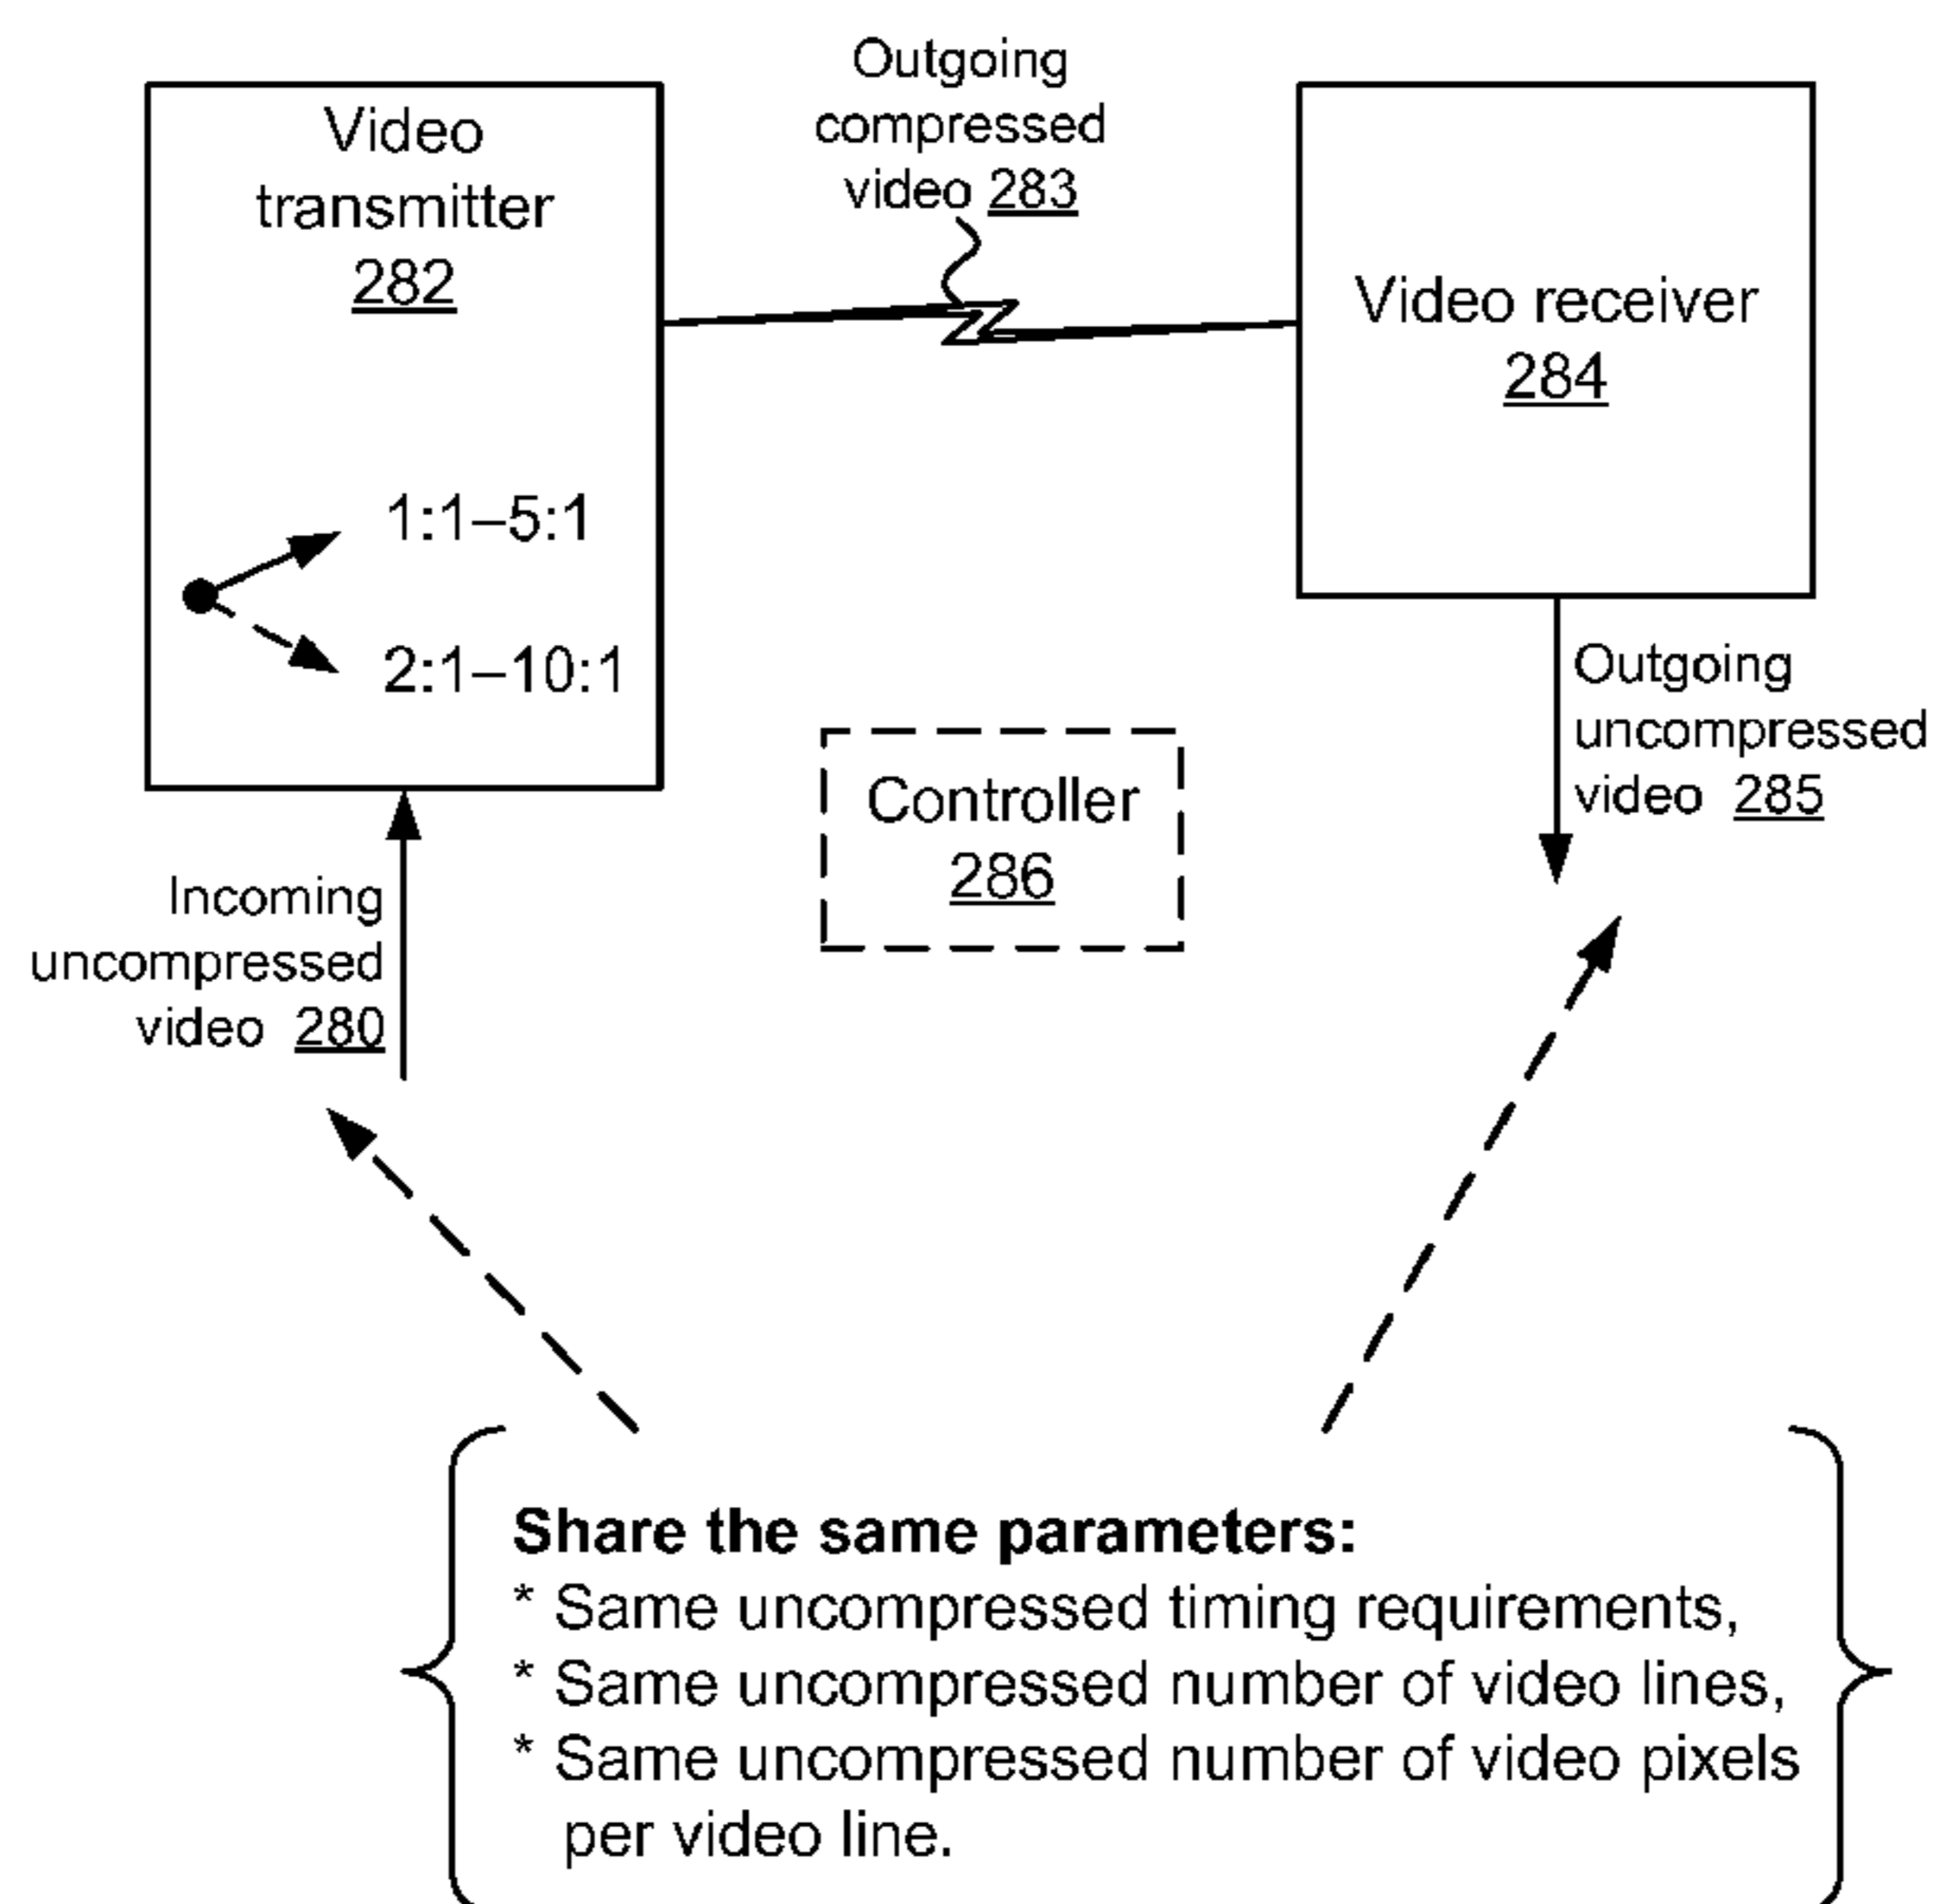 Video
transmitter
282
1:1–5:1
2:1–10:1
Outgoing
compressed
video 283
Video receiver
284
Outgoing
uncompressed
video 285
Controller
286
Incoming
uncompressed
video 280
Share the same parameters:
* Same uncompressed timing requirements,
* Same uncompressed number of video lines,
* Same uncompressed number of video pixels
per video line.